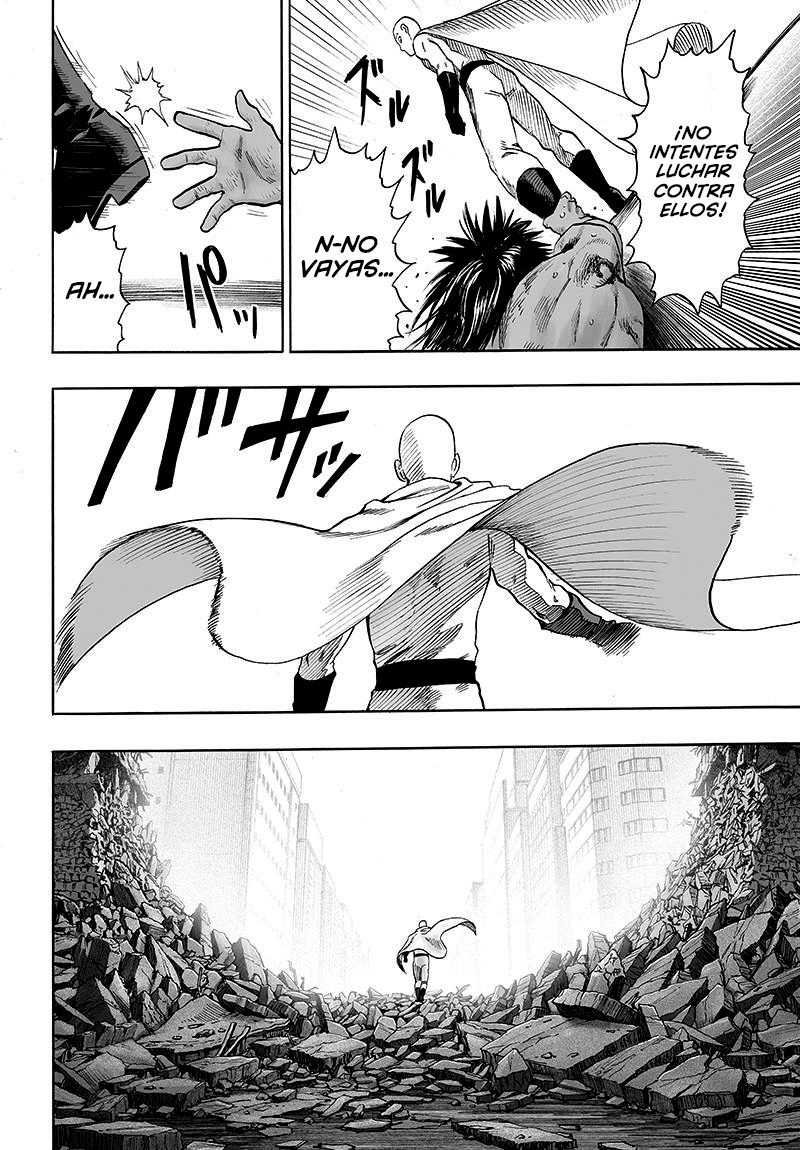 ¡NO
INTENTES
LUCHAR
CONTRA
ELLOS!
ズル
ズル
N-NO
VAYAS...
パッ
AH...
バサッ